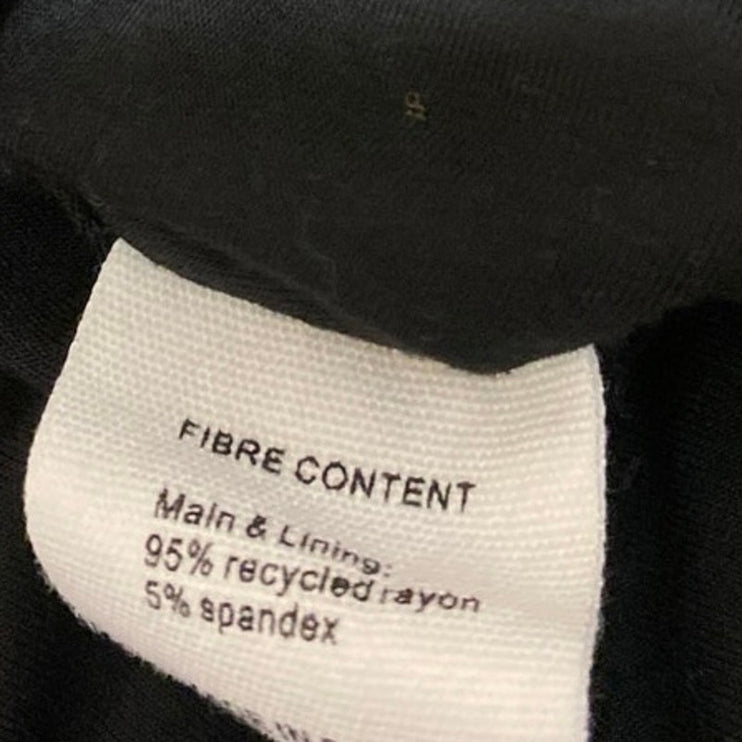 FIBRE CONTENT
Main & Lining:
95% recycled rayon
5% spandex